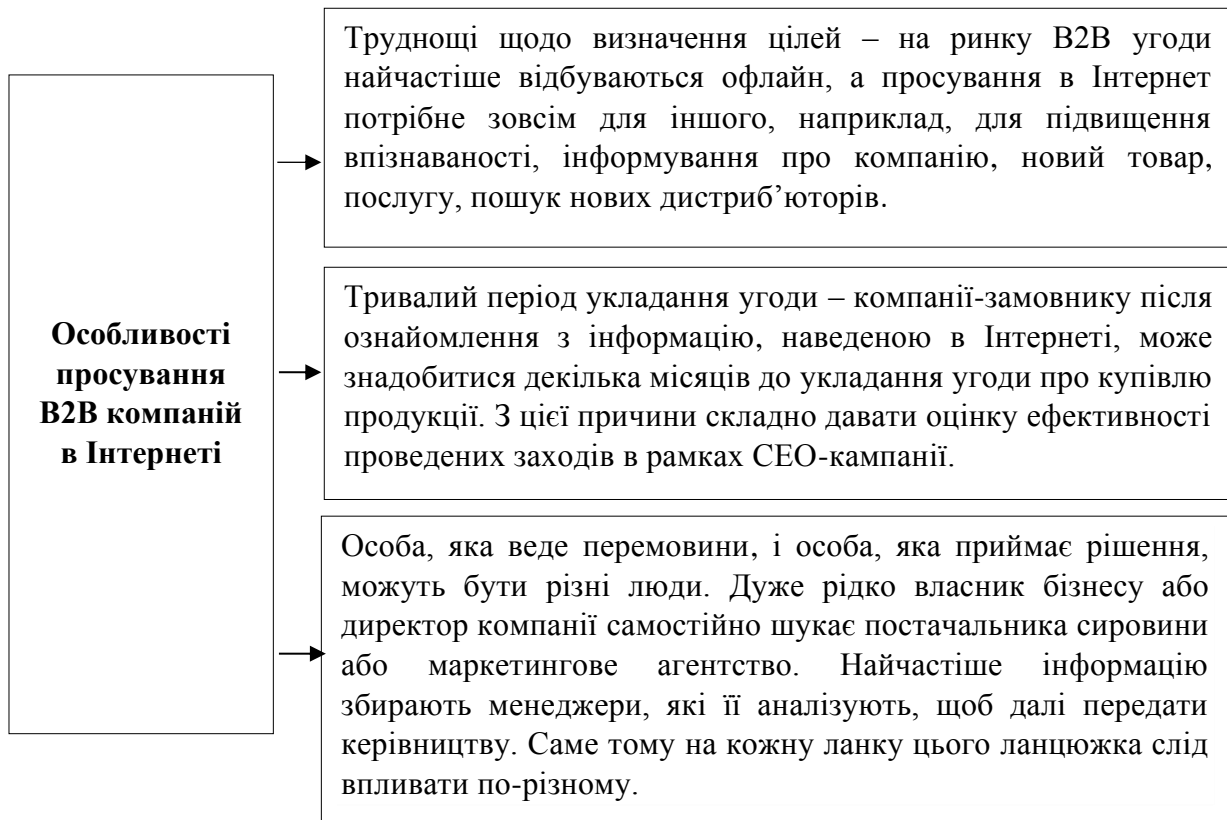 Особливості
просування
B2B компаній
в Інтернеті
Труднощі щодо визначення цілей – на ринку B2B угоди
найчастіше відбуваються офлайн, а просування в Інтернет
потрібне зовсім для іншого, наприклад, для підвищення
впізнаваності, інформування про компанію, новий товар,
послугу, пошук нових дистриб’юторів.
Тривалий період укладання угоди – компанії-замовнику після
ознайомлення з інформацію, наведеною в Інтернеті, може
знадобитися декілька місяців до укладання угоди про купівлю
продукції. З цієї причини складно давати оцінку ефективності
проведених заходів в рамках СЕО-кампанії.
Особа, яка веде перемовини, і особа, яка приймає рішення,
можуть бути різні люди. Дуже рідко власник бізнесу або
директор компанії самостійно шукає постачальника сировини
або маркетингове агентство. Найчастіше інформацію
збирають менеджери, які її аналізують, щоб далі передати
керівництву. Саме тому на кожну ланку цього ланцюжка слід
впливати по-різному.